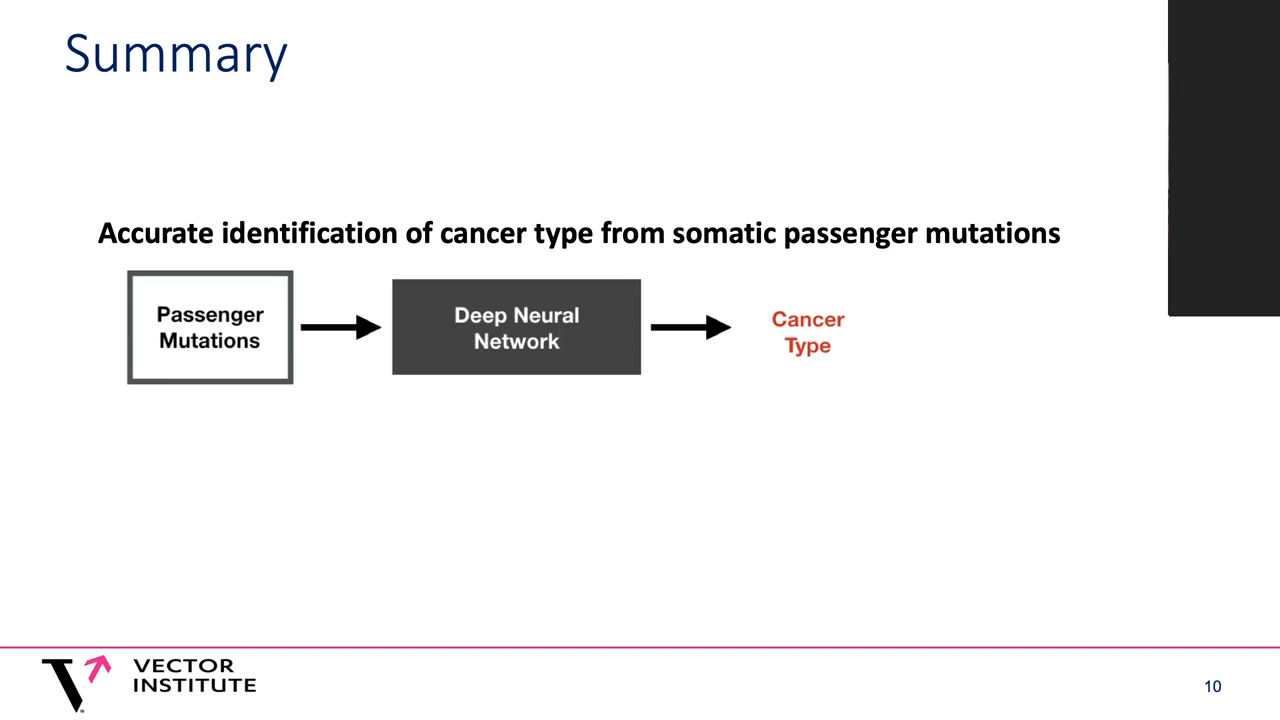 Summary
Accurate identification of cancer type from somatic passenger mutations
Passenger
Mutations
Deep Neural
Network
Cancer
Type
VECTOR
INSTITUTE
10